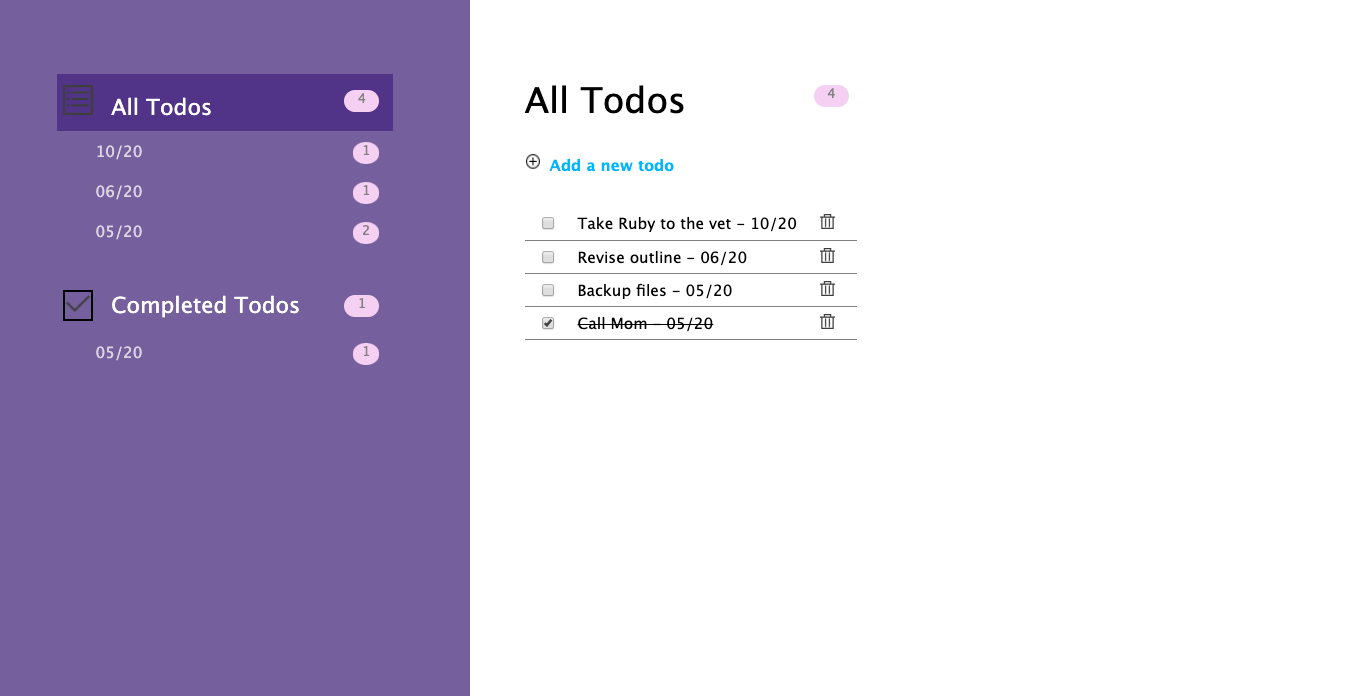 All Todos 4
10/20 1
06/20 1
05/20 2
Completed Todos 1
05/20 1
All Todos 4
Add a new todo
Take Ruby to the vet – 10/20
Revise outline – 06/20
Backup files – 05/20
Call Mom – 05/20